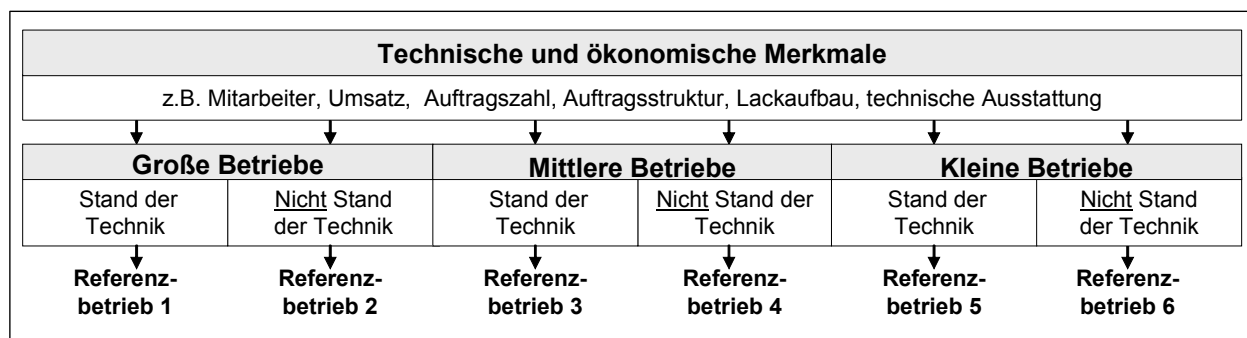 Technische und ökonomische Merkmale
z.B. Mitarbeiter, Umsatz, Auftragszahl, Auftragsstruktur, Lackaufbau, technische Ausstattung
Große Betriebe
Mittlere Betriebe
Kleine Betriebe
Stand der
Technik
Nicht Stand
der Technik
Stand der
Technik
Nicht Stand der
Technik
Stand der
Technik
Nicht Stand
der Technik
Referenz-
betrieb 1
Referenz-
betrieb 2
Referenz-
betrieb 3
Referenz-
betrieb 4
Referenz-
betrieb 5
Referenz-
betrieb 6